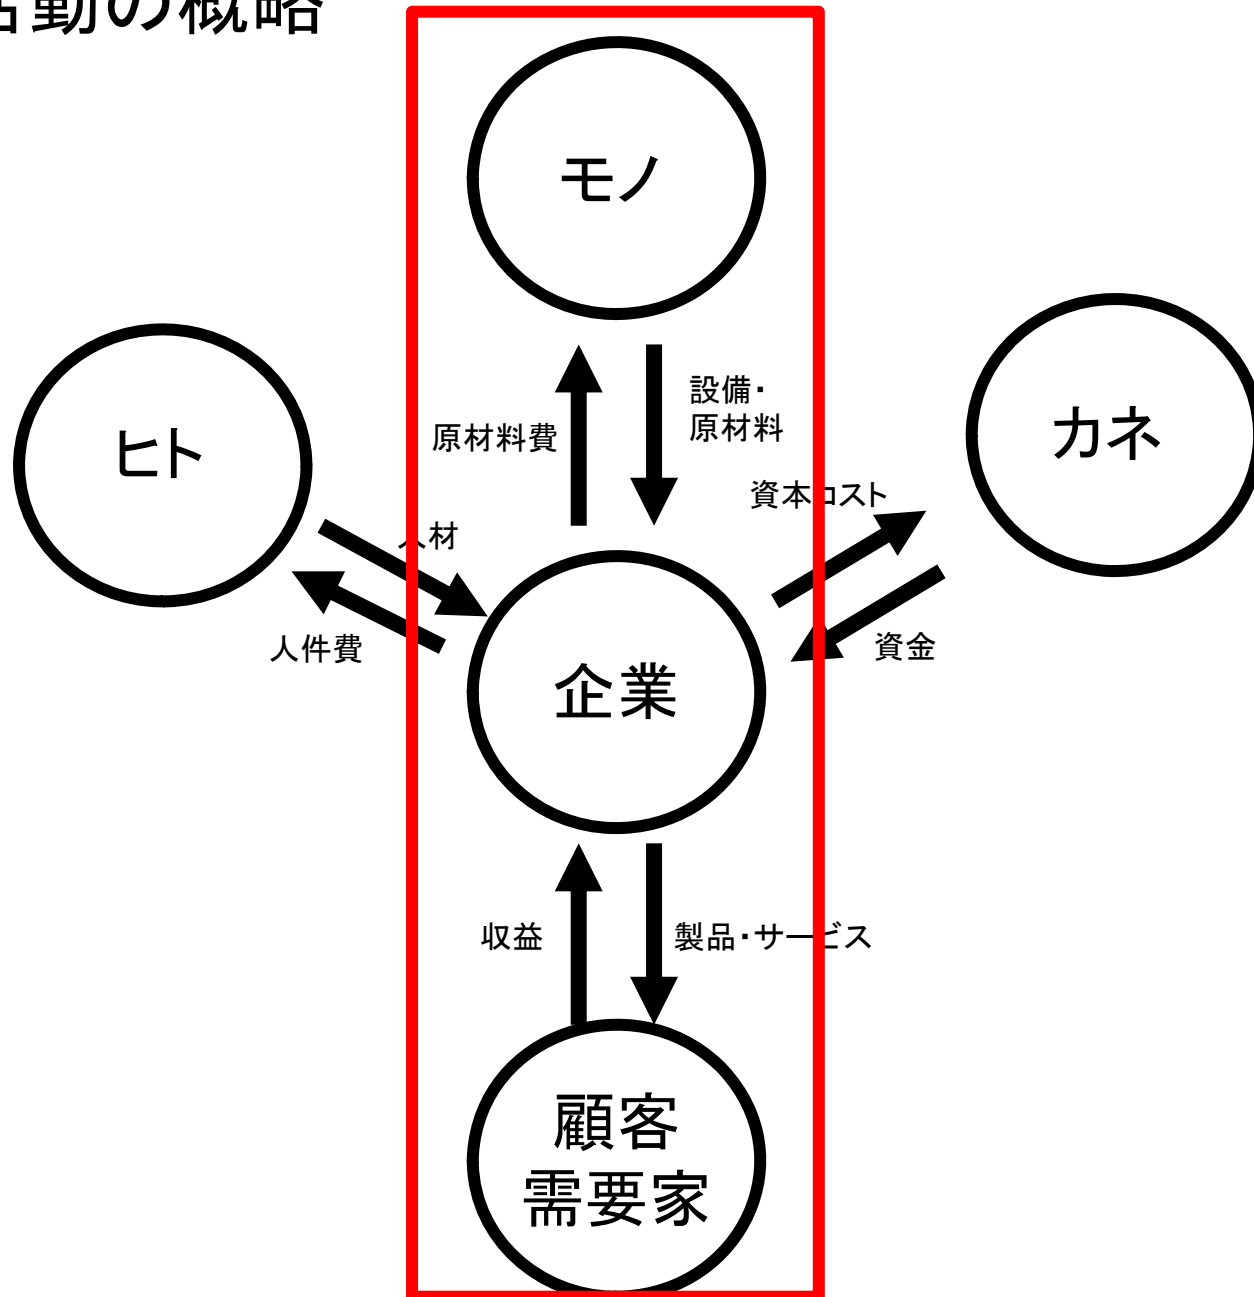 活動の概略
モノ
ヒト
カネ
原材料費
設備・
原材料
資本コスト
人材
人件費
資金
企業
収益
製品・サービス
顧客
需要家